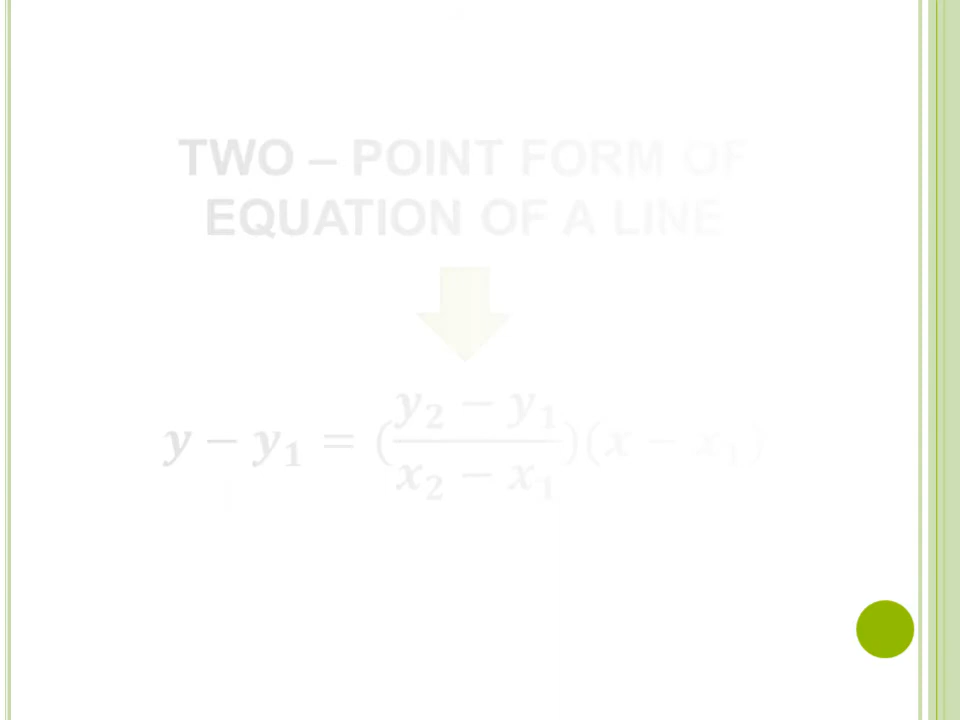 TWO – POINT FORM OF
EQUATION OF A LINE
y − y₁ = (y₂ − y₁ / x₂ − x₁)(x − x₁)